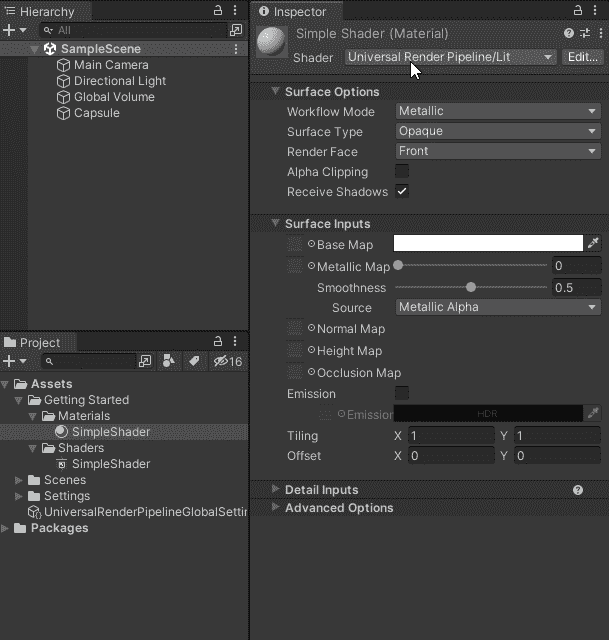 Hierarchy
All
SampleScene
Main Camera
Directional Light
Global Volume
Capsule
Project
16
Assets
Getting Started
Materials
SimpleShader
Shaders
SimpleShader
Scenes
Settings
UniversalRenderPipelineGlobalSettin
Packages
Inspector
Simple Shader (Material)
Shader Universal Render Pipeline/Lit Edit...
Surface Options
Workflow Mode Metallic
Surface Type Opaque
Render Face Front
Alpha Clipping
Receive Shadows
Surface Inputs
Base Map
Metallic Map 0
Smoothness 0.5
Source Metallic Alpha
Normal Map
Height Map
Occlusion Map
Emission
Emission HDR
Tiling X 1 Y 1
Offset X 0 Y 0
Detail Inputs
Advanced Options